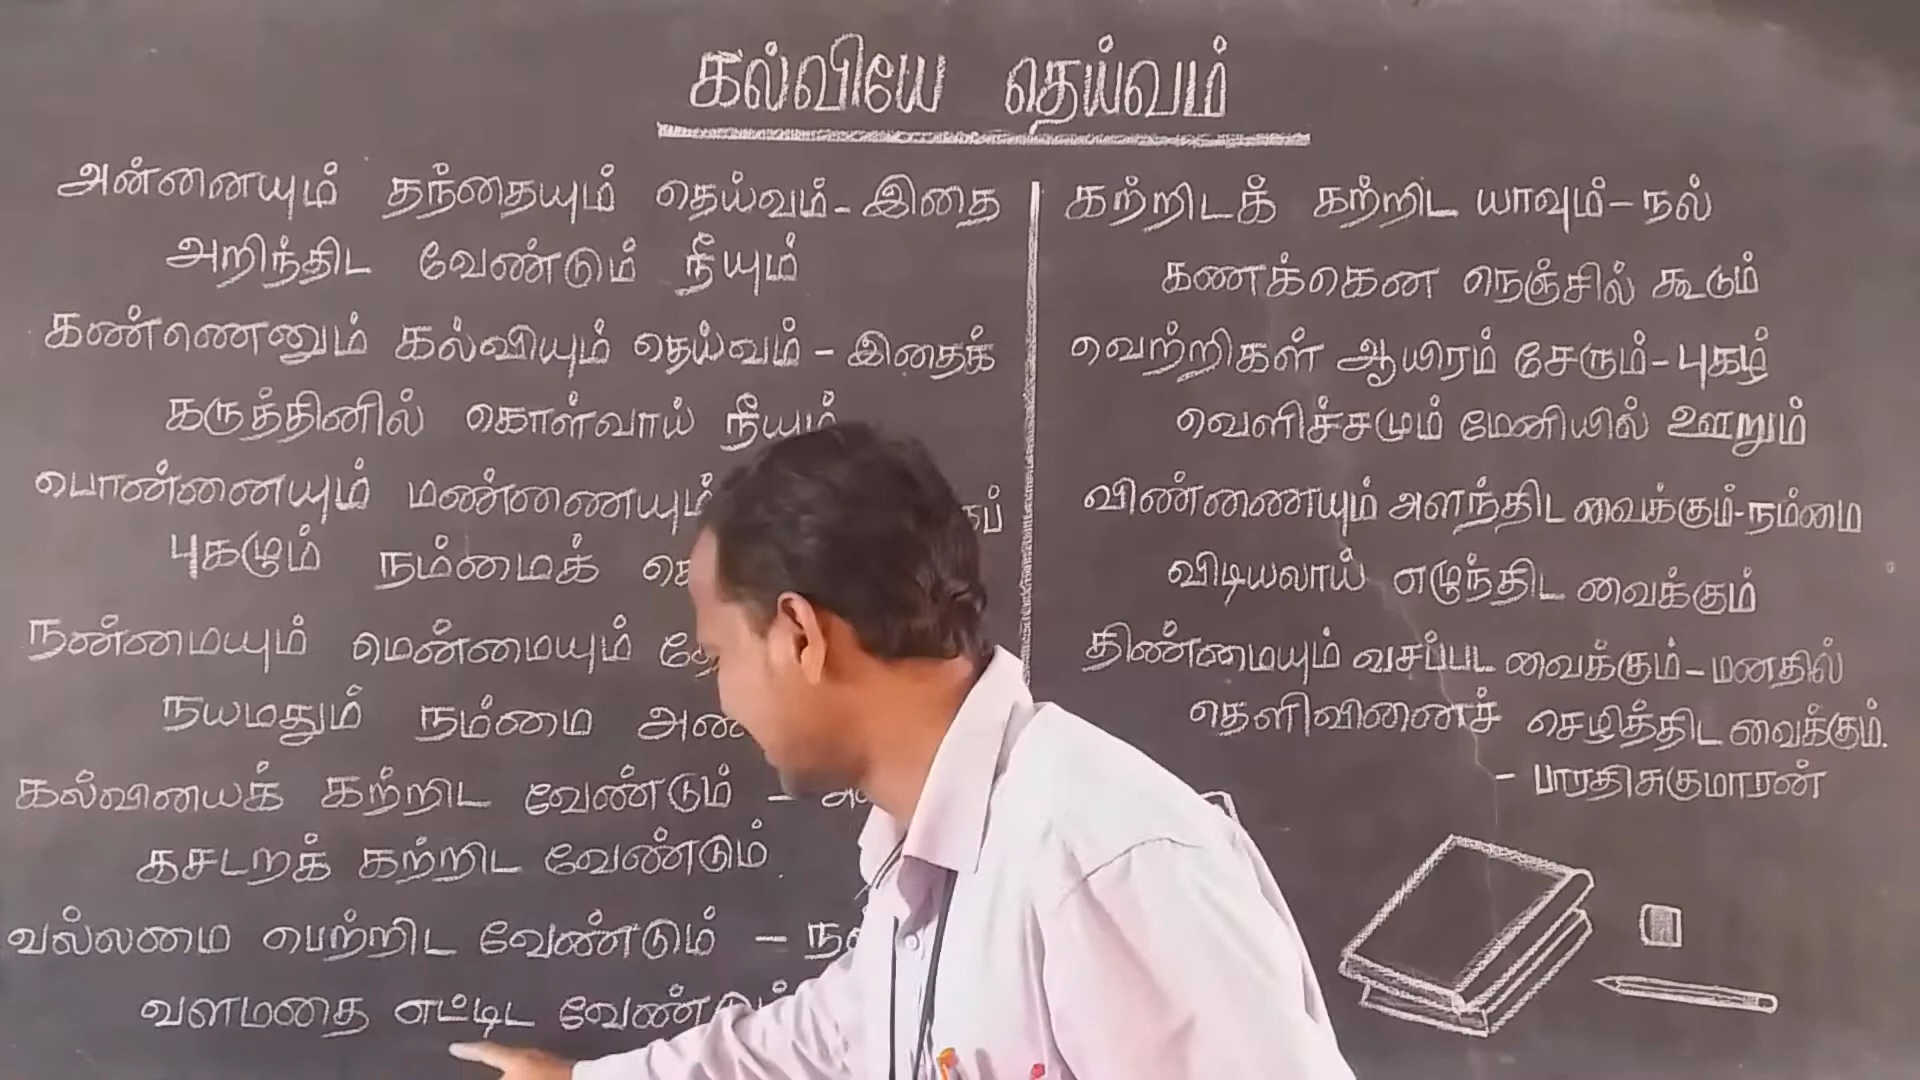 கல்வியே தெய்வம்
அன்னையும் தந்தையும் தெய்வம் - இதை
அறிந்திட வேண்டும் நீயும்
கண்ணெனும் கல்வியும் தெய்வம் - இதைக்
கருத்தினில் கொள்வாய் நீயும்
பொன்னையும் மண்ணையும்
புகழும் நம்மைக்
நண்மையும் மென்மையும்
நயமதும் நம்மை
கல்வினயக் கற்றிட வேண்டும் -
கசடறக் கற்றிட வேண்டும்.
வல்லமை பெற்றிட வேண்டும் -
வளமதை எட்டிட வேண்டும்
கற்றிடக் கற்றிட யாவும் - நல்
கணக்கென நெஞ்சில் கூடும்
வெற்றிகள் ஆயிரம் சேரும் - புகழ்
வெளிச்சமும் மேனியில் ஊறும்
விண்ணையும் அளந்திட வைக்கும் - நம்மை
விடியலாய் எழுந்திட வைக்கும்
திண்மையும் வசப்பட வைக்கும் - மனதில்
தெளிவினைச் செழித்திட வைக்கும்.
- பாரதிசுகுமாரன்